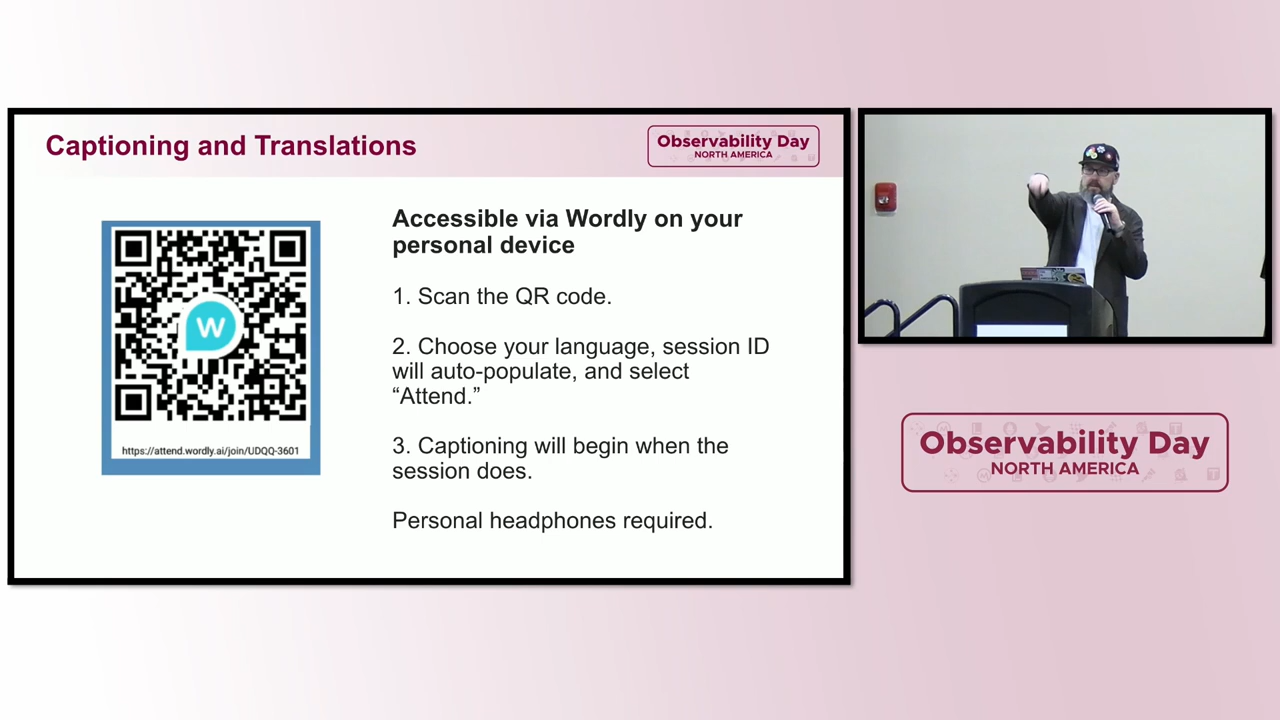 Captioning and Translations
Observability Day
NORTH AMERICA
Accessible via Wordly on your
personal device
1. Scan the QR code.
2. Choose your language, session ID
will auto-populate, and select
“Attend.”
3. Captioning will begin when the
session does.
Personal headphones required.
W
https://attend.wordly.ai/join/UDQQ-3601
Observability Day
NORTH AMERICA